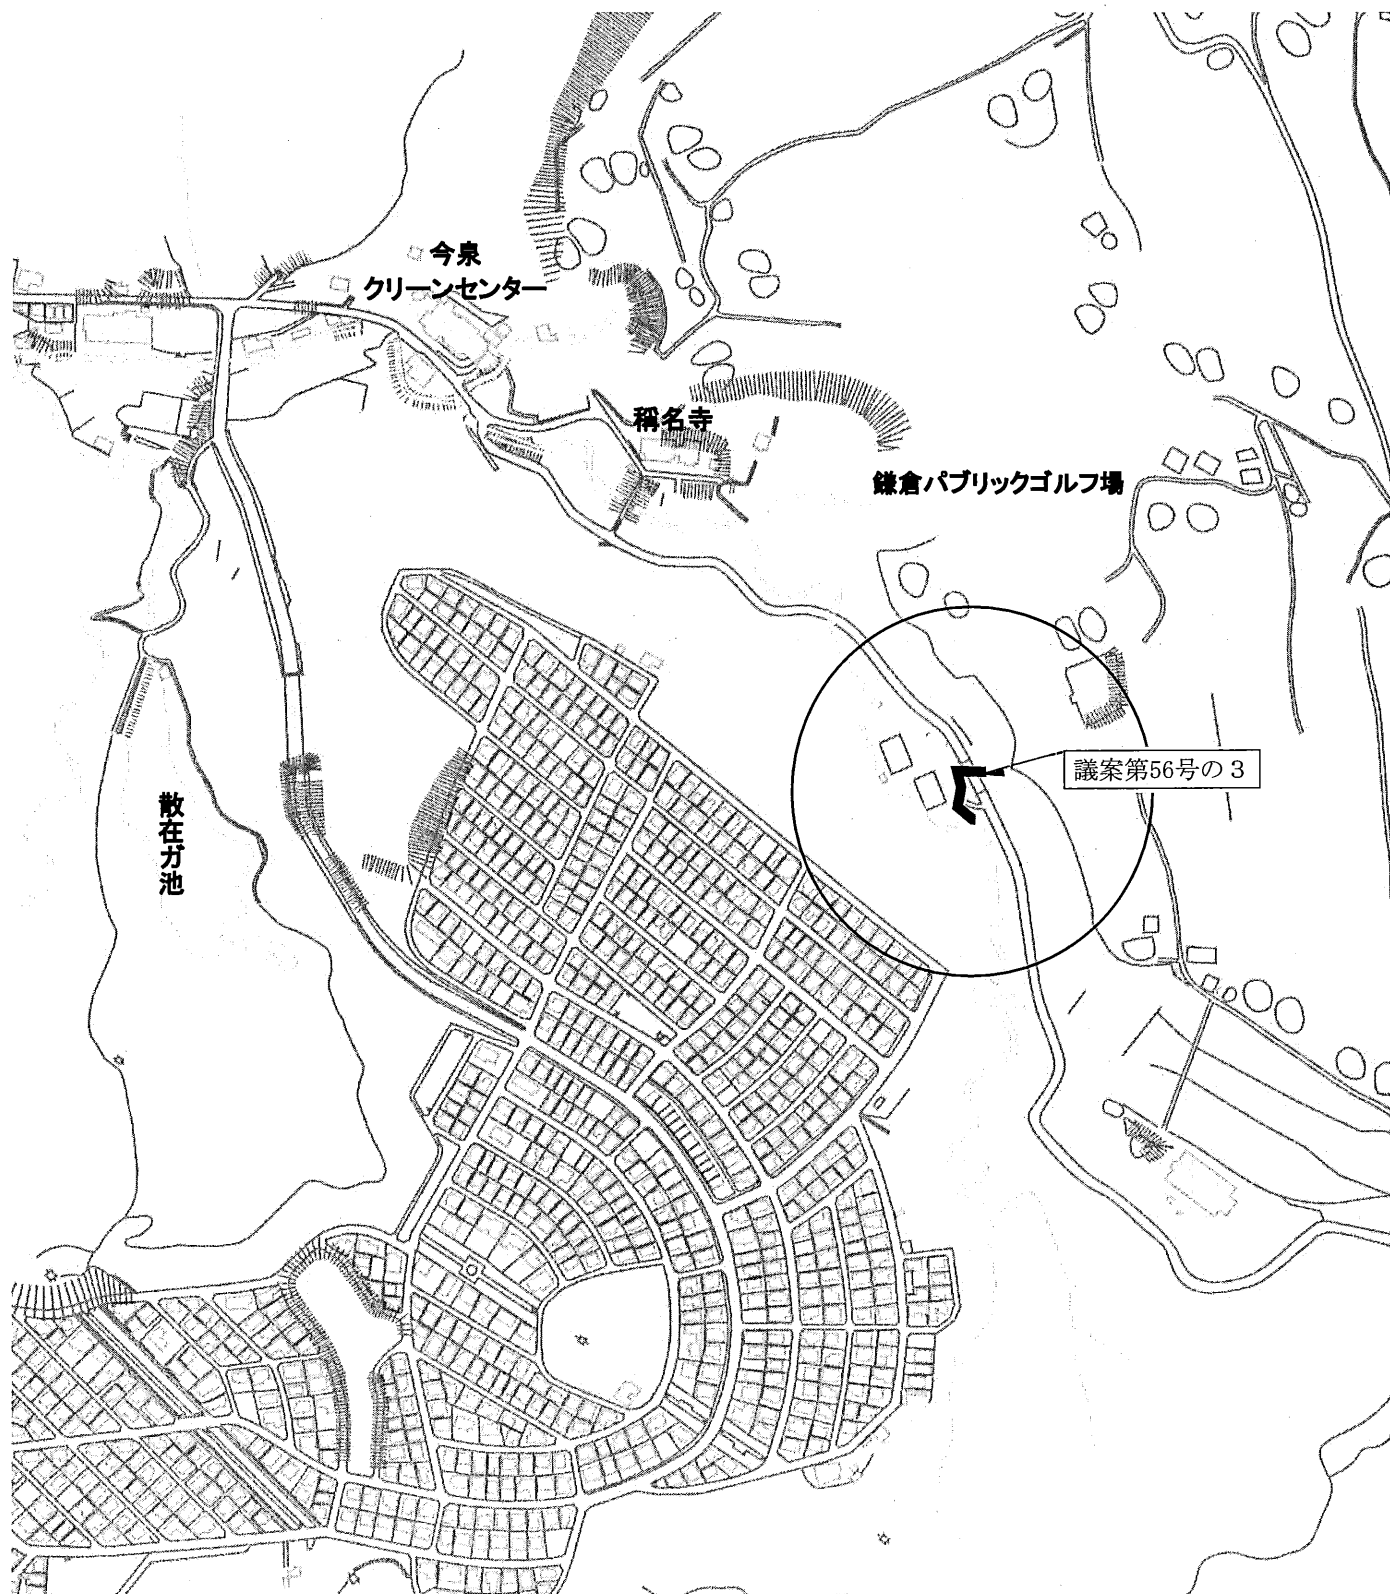 今泉
クリーンセンター
稱名寺
鎌倉パブリックゴルフ場
議案第56号の３
散在ガ池